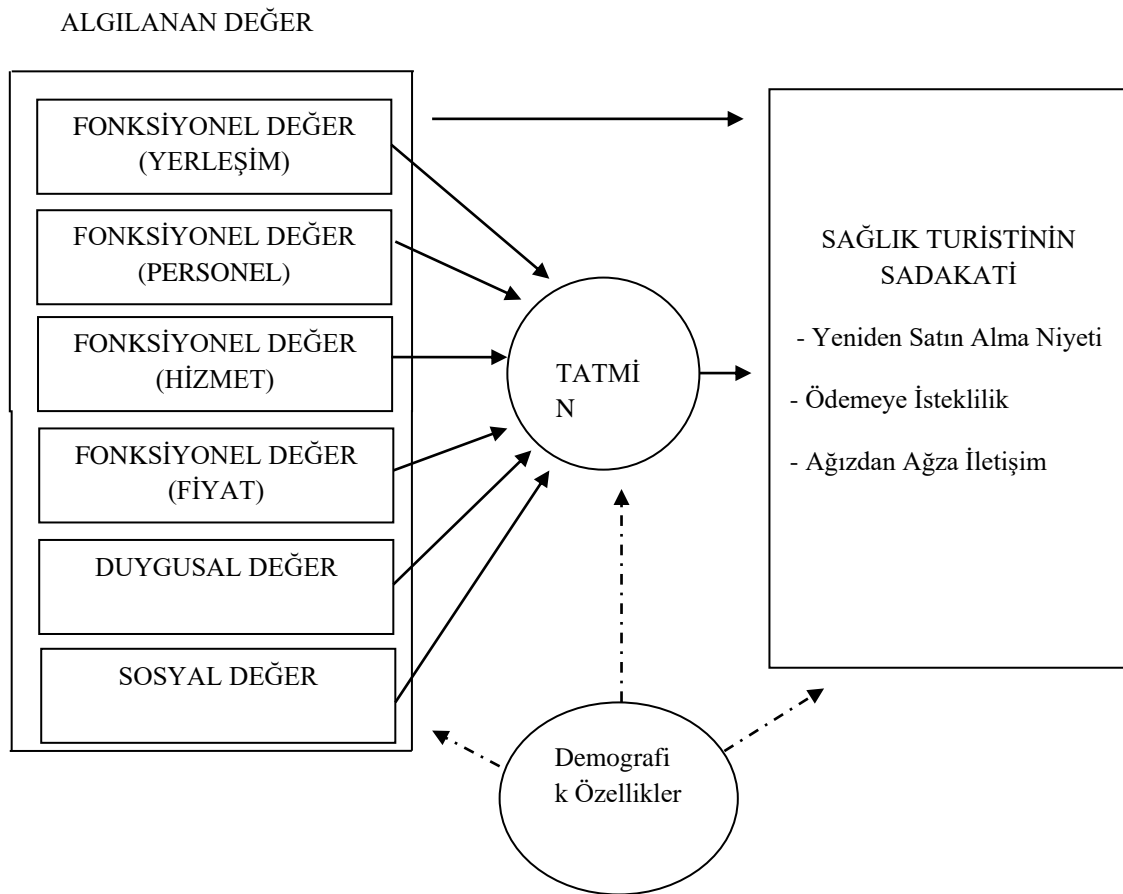 ALGILANAN DEĞER
FONKSİYONEL DEĞER
(YERLEŞİM)
FONKSİYONEL DEĞER
(PERSONEL)
FONKSİYONEL DEĞER
(HİZMET)
FONKSİYONEL DEĞER
(FİYAT)
DUYGUSAL DEĞER
SOSYAL DEĞER
TATMİ
N
SAĞLIK TURİSTİNİN
SADAKATİ
- Yeniden Satın Alma Niyeti
- Ödemeye İsteklilik
- Ağızdan Ağza İletişim
Demografi
k Özellikler